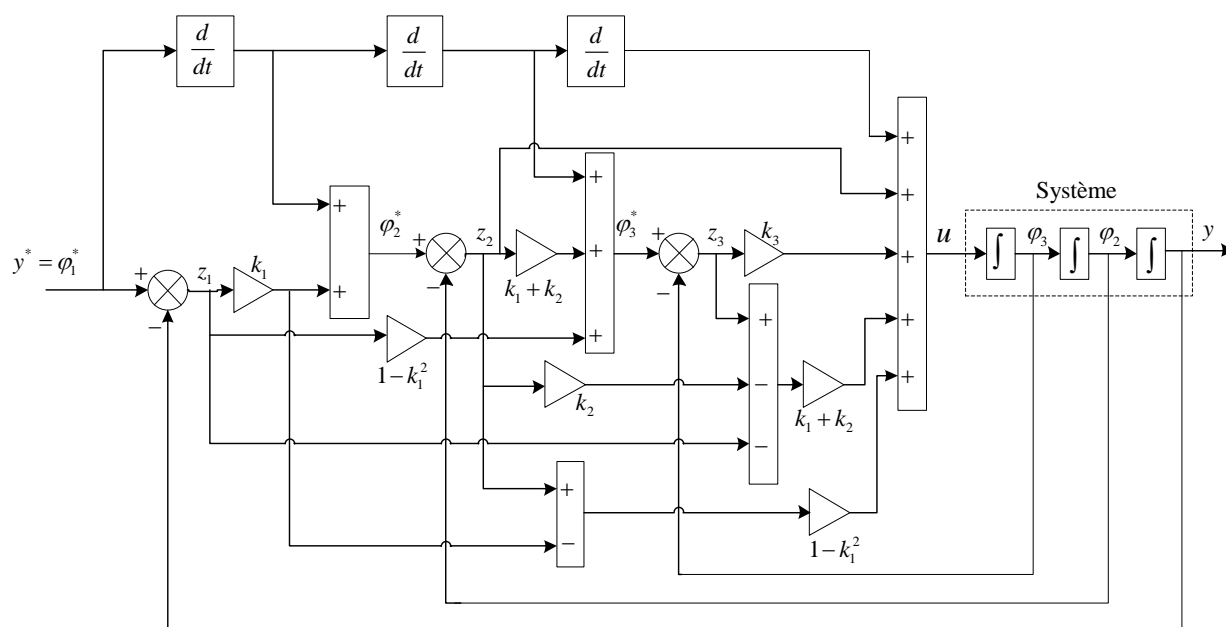 d/dt
d/dt
d/dt
+
Système
+
+
+
+
φ₂*
+
z₂
+
φ₃*
+
z₃
k₃
+
u
∫
φ₃
∫
φ₂
∫
y
y* = φ₁*
+
z₁
k₁
+
−
k₁ + k₂
−
−
+
+
+
1 − k₁²
k₂
−
k₁ + k₂
+
−
+
−
1 − k₁²